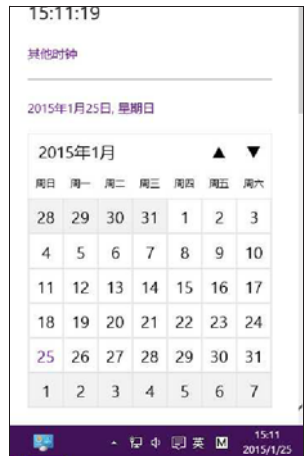 15:11:19
其他时钟
2015年1月25日, 星期日
2015年1月 ▲ ▼
周日 周一 周二 周三 周四 周五 周六
28 29 30 31 1 2 3
4 5 6 7 8 9 10
11 12 13 14 15 16 17
18 19 20 21 22 23 24
25 26 27 28 29 30 31
1 2 3 4 5 6 7
英 M 15:11
2015/1/25